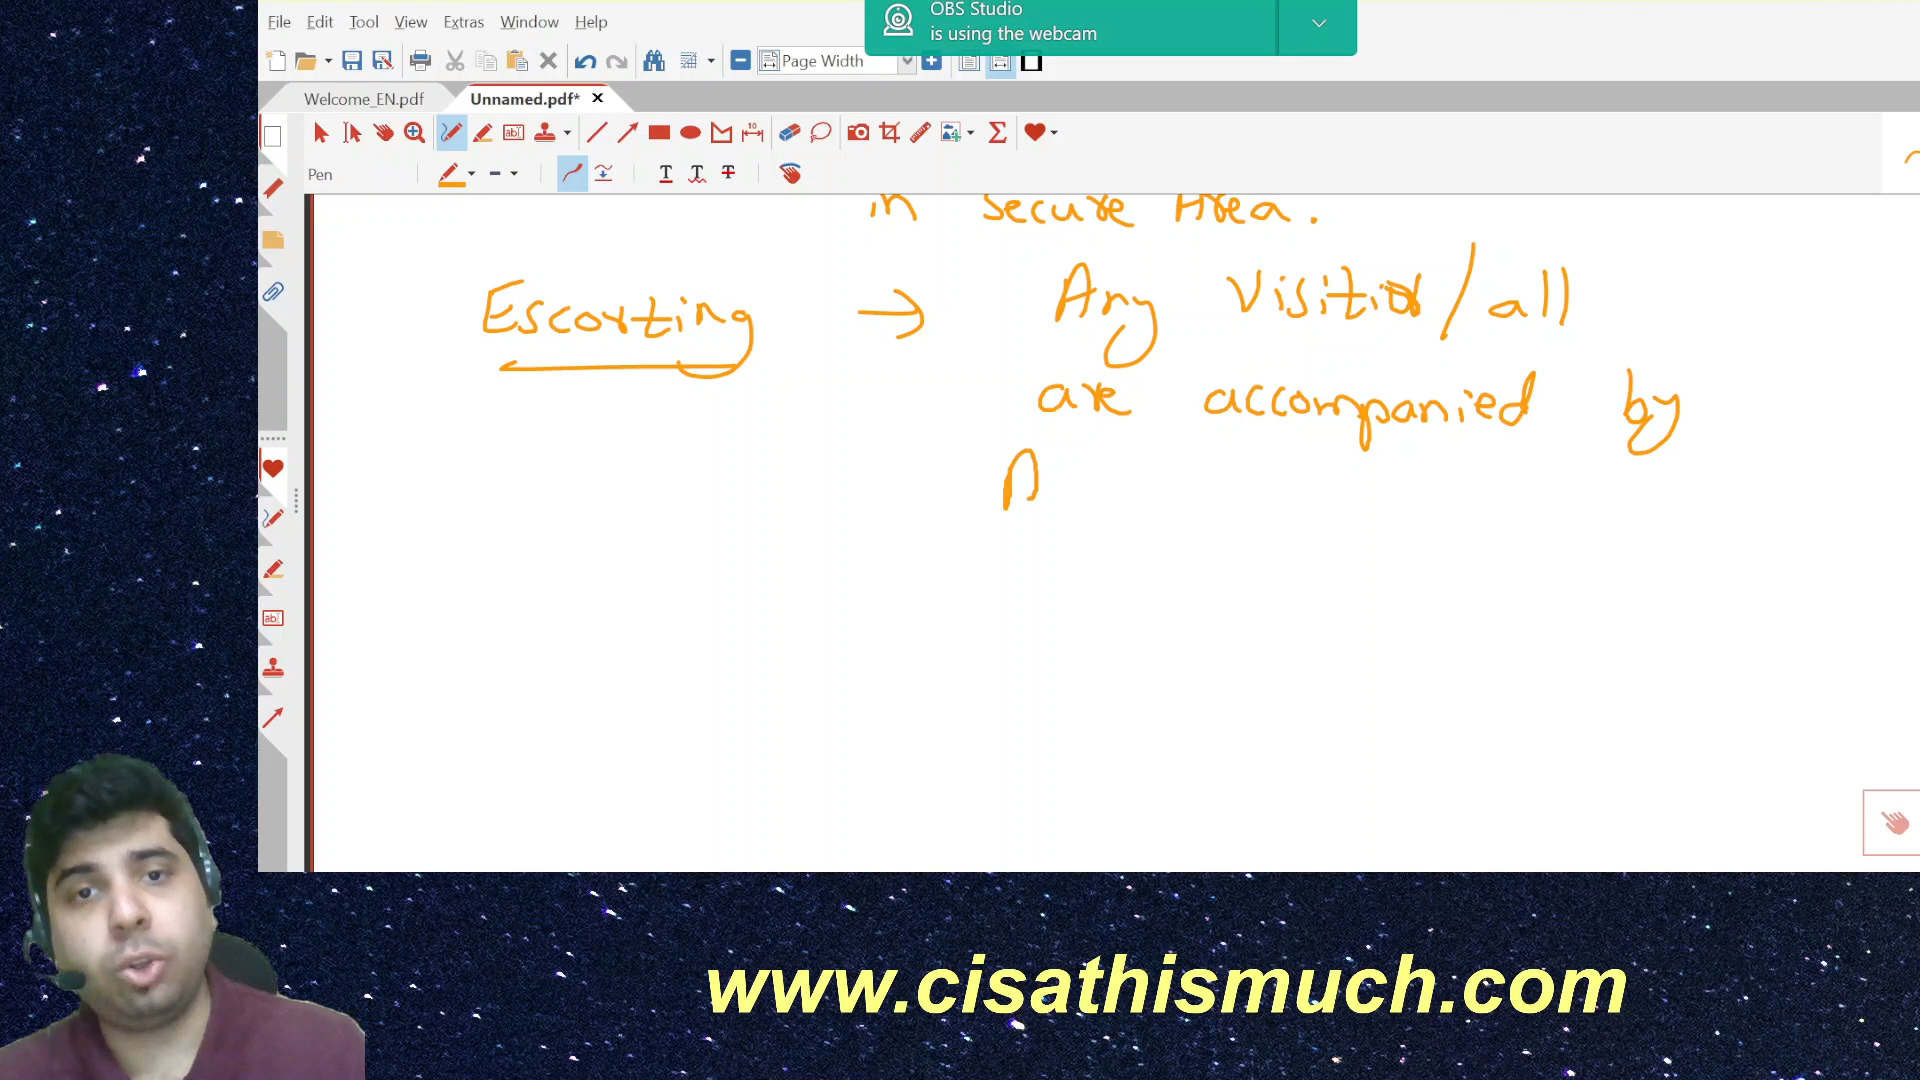 OBS Studio
is using the webcam
File Edit Tool View Extras Window Help
Page Width
Welcome_EN.pdf Unnamed.pdf*
Pen
in Secure Area.
Escorting → Any Visitor/all
are accompanied by
A
www.cisathismuch.com